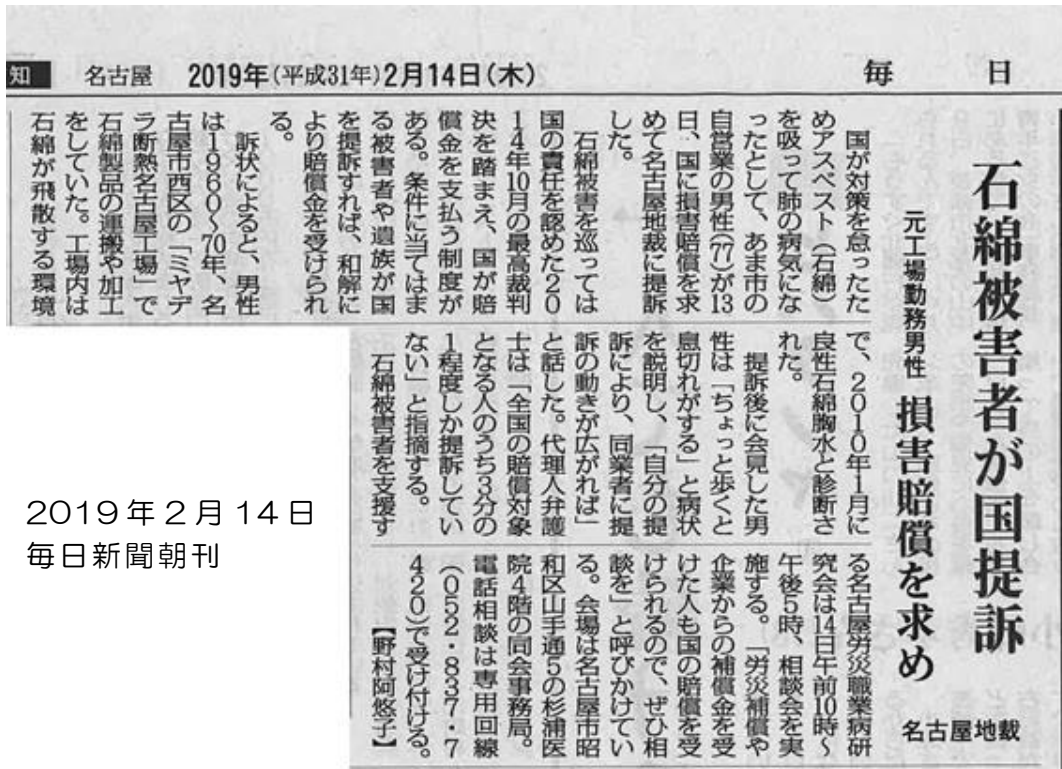 知 名古屋 2019年(平成31年)2月14日(木) 毎日
石綿被害者が国提訴
元工場勤務男性 損害賠償を求め
名古屋地裁
国が対策を怠ったた
めアスベスト(石綿)
を吸って肺の病気にな
ったとして、あま市の
自営業の男性(77)が13
日、国に損害賠償を求
めて名古屋地裁に提訴
した。
石綿被害を巡っては
国の責任を認めた20
14年10月の最高裁判
決を踏まえ、国が賠
償金を支払う制度が
ある。条件に当てはま
る被害者や遺族が国
を提訴すれば、和解に
より賠償金を受けられ
る。
訴状によると、男性
は1960〜70年、名
古屋市西区の「ミヤデ
ラ断熱名古屋工場」で
石綿製品の運搬や加工
をしていた。工場内は
石綿が飛散する環境
で、2010年1月に
良性石綿胸水と診断さ
れた。
提訴後に会見した男
性は「ちょっと歩くと
息切れがする」と病状
を説明し、「自分の提
訴により、同業者に提
訴の動きが広がれば」
と話した。代理人弁護
士は「全国の賠償対象
となる人のうち3分の
1程度しか提訴してい
ない」と指摘する。
石綿被害者を支援す
る名古屋労災職業病研
究会は14日午前10時〜
午後5時、相談会を実
施する。「労災補償や
企業からの補償金を受
けた人も国の賠償を受
けられるので、ぜひ相
談を」と呼びかけてい
る。会場は名古屋市昭
和区山手通5の杉浦医
院4階の同会事務局。
電話相談は専用回線
(052・837・7
420)で受け付ける。
【野村阿悠子】
2019年2月14日
毎日新聞朝刊